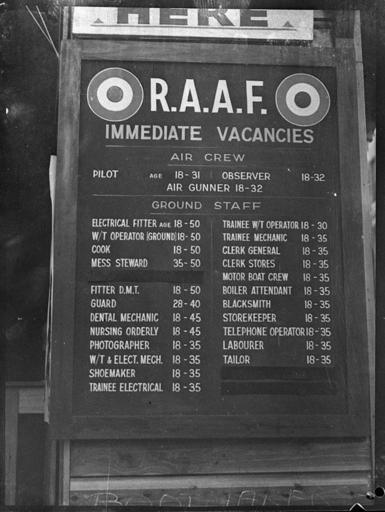 HERE
R.A.A.F.
IMMEDIATE VACANCIES
AIR CREW
PILOT AGE 18-31 OBSERVER 18-32
AIR GUNNER 18-32
GROUND STAFF
ELECTRICAL FITTER AGE 18-50
W/T OPERATOR (GROUND) 18-50
COOK 18-50
MESS STEWARD 35-50
FITTER D.M.T. 18-50
GUARD 28-40
DENTAL MECHANIC 18-45
NURSING ORDERLY 18-45
PHOTOGRAPHER 18-35
W/T & ELECT. MECH. 18-35
SHOEMAKER 18-35
TRAINEE ELECTRICAL 18-35
TRAINEE W/T OPERATOR 18-30
TRAINEE MECHANIC 18-35
CLERK GENERAL 18-35
CLERK STORES 18-35
MOTOR BOAT CREW 18-35
BOILER ATTENDANT 18-35
BLACKSMITH 18-35
STOREKEEPER 18-35
TELEPHONE OPERATOR 18-35
LABOURER 18-35
TAILOR 18-35